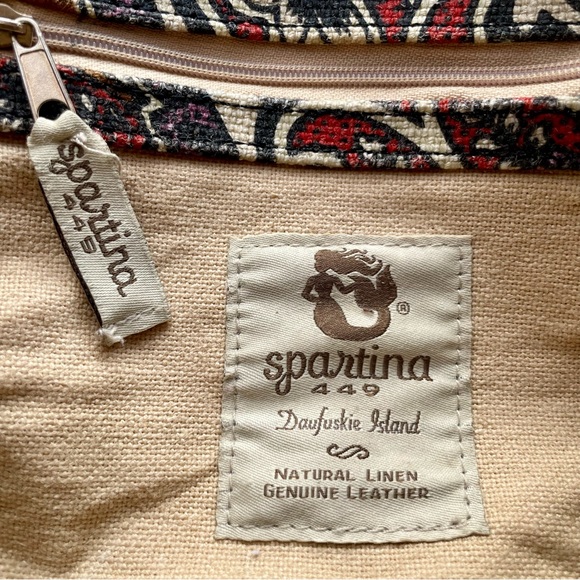 spartina
449
®
spartina
449
Daufuskie Island
NATURAL LINEN
GENUINE LEATHER